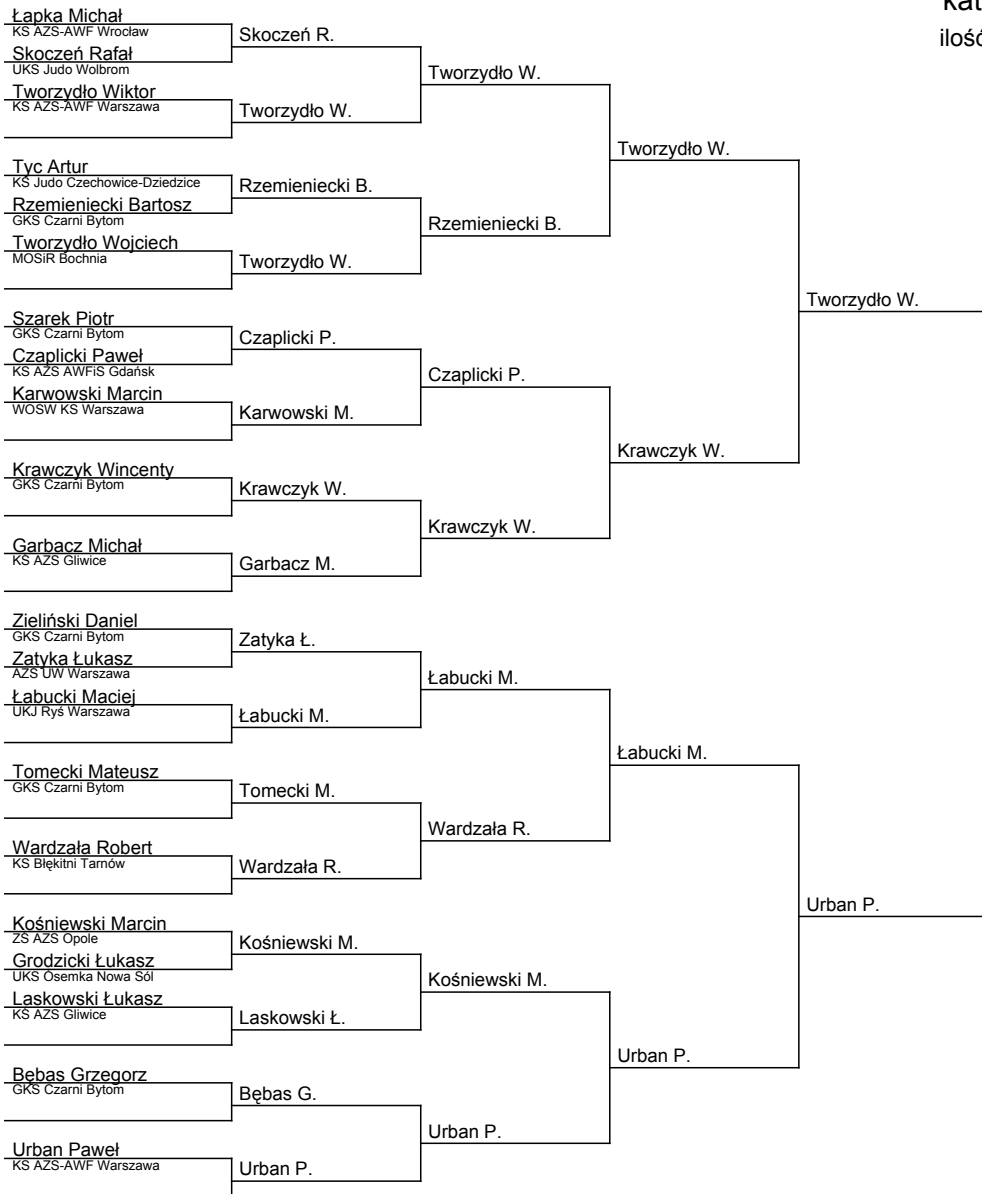 kat
ilość
Łapka Michał
KS AZS-AWF Wrocław
Skoczeń Rafał
UKS Judo Wolbrom
Tworzydło Wiktor
KS AZS-AWF Warszawa
Tyc Artur
KS Judo Czechowice-Dziedzice
Rzemieniecki Bartosz
GKS Czarni Bytom
Tworzydło Wojciech
MOSiR Bochnia
Szarek Piotr
GKS Czarni Bytom
Czaplicki Paweł
KS AZS AWFiS Gdańsk
Karwowski Marcin
WOSW KS Warszawa
Krawczyk Wincenty
GKS Czarni Bytom
Garbacz Michał
KS AZS Gliwice
Zieliński Daniel
GKS Czarni Bytom
Zatyka Łukasz
AZS UW Warszawa
Łabucki Maciej
UKJ Ryś Warszawa
Tomecki Mateusz
GKS Czarni Bytom
Wardzała Robert
KS Błękitni Tarnów
Kośniewski Marcin
ZS AZS Opole
Grodzicki Łukasz
UKS Ósemka Nowa Sól
Laskowski Łukasz
KS AZS Gliwice
Bębas Grzegorz
GKS Czarni Bytom
Urban Paweł
KS AZS-AWF Warszawa
Skoczeń R.
Tworzydło W.
Rzemieniecki B.
Tworzydło W.
Czaplicki P.
Karwowski M.
Krawczyk W.
Garbacz M.
Zatyka Ł.
Łabucki M.
Tomecki M.
Wardzała R.
Kośniewski M.
Laskowski Ł.
Bębas G.
Urban P.
Tworzydło W.
Rzemieniecki B.
Czaplicki P.
Krawczyk W.
Łabucki M.
Wardzała R.
Kośniewski M.
Urban P.
Tworzydło W.
Krawczyk W.
Łabucki M.
Urban P.
Tworzydło W.
Urban P.